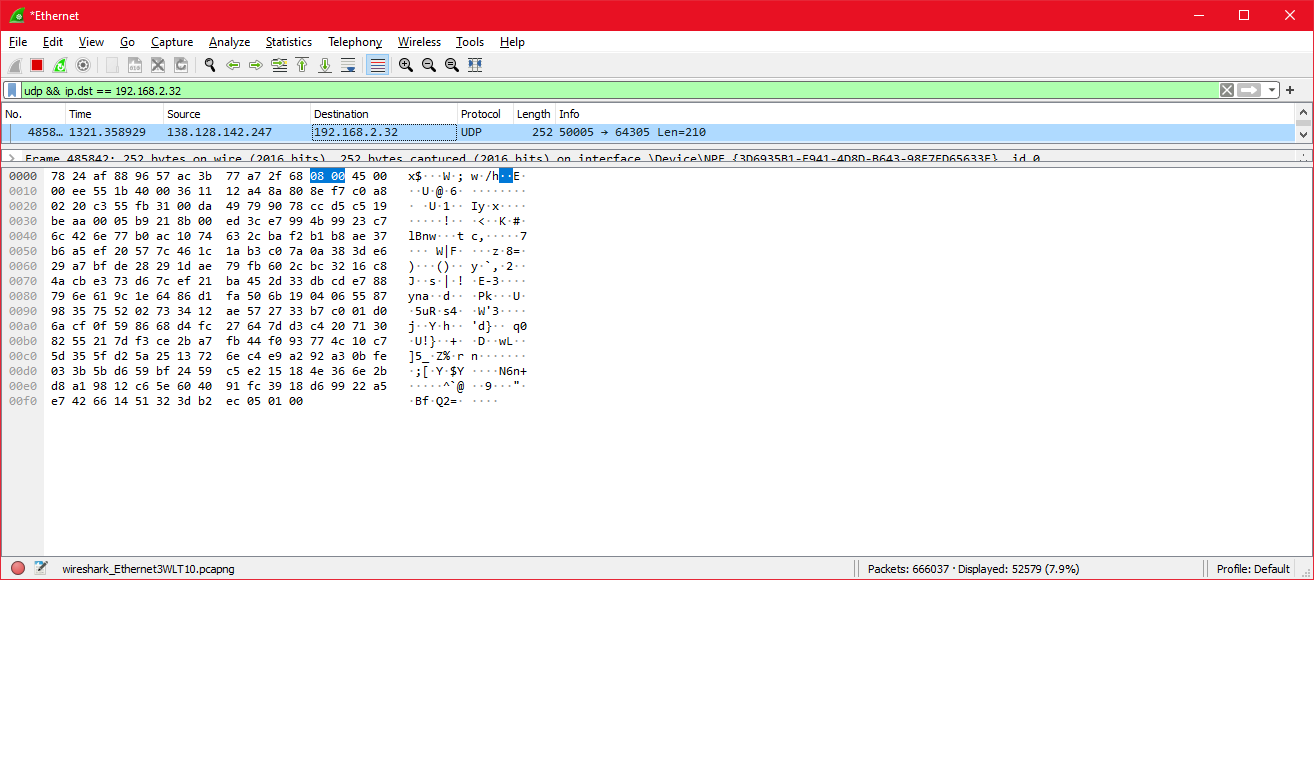 *Ethernet
File Edit View Go Capture Analyze Statistics Telephony Wireless Tools Help
udp && ip.dst == 192.168.2.32
No. Time Source Destination Protocol Length Info
4858… 1321.358929 138.128.142.247 192.168.2.32 UDP 252 50005 → 64305 Len=210
Frame 485842: 252 bytes on wire (2016 bits), 252 bytes captured (2016 bits) on interface
0000 78 24 af 88 96 57 ac 3b 77 a7 2f 68 08 00 45 00 x$···W·; w·/h··E·
0010 00 ee 55 1b 40 00 36 11 12 a4 8a 80 8e f7 c0 a8 ··U·@·6· ········
0020 02 20 c3 55 fb 31 00 da 49 79 90 78 cc d5 c5 19 · ·U·1·· Iy·x····
0030 be aa 00 05 b9 21 8b 00 ed 3c e7 99 4b 99 23 c7 ·····!·· ·<··K·#·
0040 6c 42 6e 77 b0 ac 10 74 63 2c ba f2 b1 b8 ae 37 lBnw···t c,·····7
0050 b6 a5 ef 20 57 7c 46 1c 1a b3 c0 7a 0a 38 3d e6 ··· W|F· ···z·8=·
0060 29 a7 bf de 28 29 1d ae 79 fb 60 2c bc 32 16 c8 )···()·· y·`,·2··
0070 4a cb e3 73 d6 7c ef 21 ba 45 2d 33 db cd e7 88 J··s·|·! ·E-3····
0080 79 6e 61 9c 1e 64 86 d1 fa 50 6b 19 04 06 55 87 yna··d·· ·Pk···U·
0090 98 35 75 52 02 73 34 12 ae 57 27 33 b7 c0 01 d0 ·5uR·s4· ·W'3····
00a0 6a cf 0f 59 86 68 d4 fc 27 64 7d d3 c4 20 71 30 j··Y·h·· 'd}·· q0
00b0 82 55 21 7d f3 ce 2b a7 fb 44 f0 93 77 4c 10 c7 ·U!}··+· ·D··wL··
00c0 5d 35 5f d2 5a 25 13 72 6e c4 e9 a2 92 a3 0b fe ]5_·Z%·r n·······
00d0 03 3b 5b d6 59 bf 24 59 c5 e2 15 18 4e 36 6e 2b ·;[·Y·$Y ····N6n+
00e0 d8 a1 98 12 c6 5e 60 40 91 fc 39 18 d6 99 22 a5 ·····^`@ ··9···"·
00f0 e7 42 66 14 51 32 3d b2 ec 05 01 00 ·Bf·Q2=· ····
wireshark_Ethernet3WLT10.pcapng Packets: 666037 · Displayed: 52579 (7.9%) Profile: Default